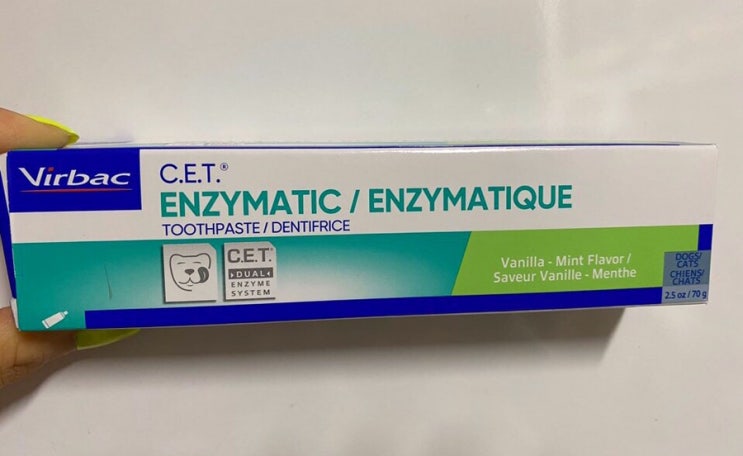 Virbac
C.E.T.®
ENZYMATIC / ENZYMATIQUE
TOOTHPASTE / DENTIFRICE
C.E.T.
DUAL
ENZYME
SYSTEM
Vanilla - Mint Flavor /
Saveur Vanille - Menthe
DOGS/
CATS
CHIENS/
CHATS
2.5 oz / 70 g